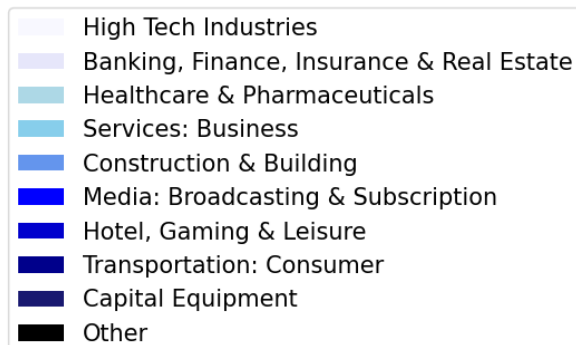 High Tech Industries
Banking, Finance, Insurance & Real Estate
Healthcare & Pharmaceuticals
Services: Business
Construction & Building
Media: Broadcasting & Subscription
Hotel, Gaming & Leisure
Transportation: Consumer
Capital Equipment
Other